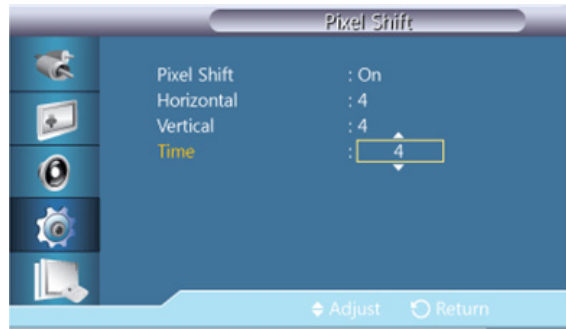 Pixel Shift
Pixel Shift : On
Horizontal : 4
Vertical : 4
Time : 4
Adjust Return